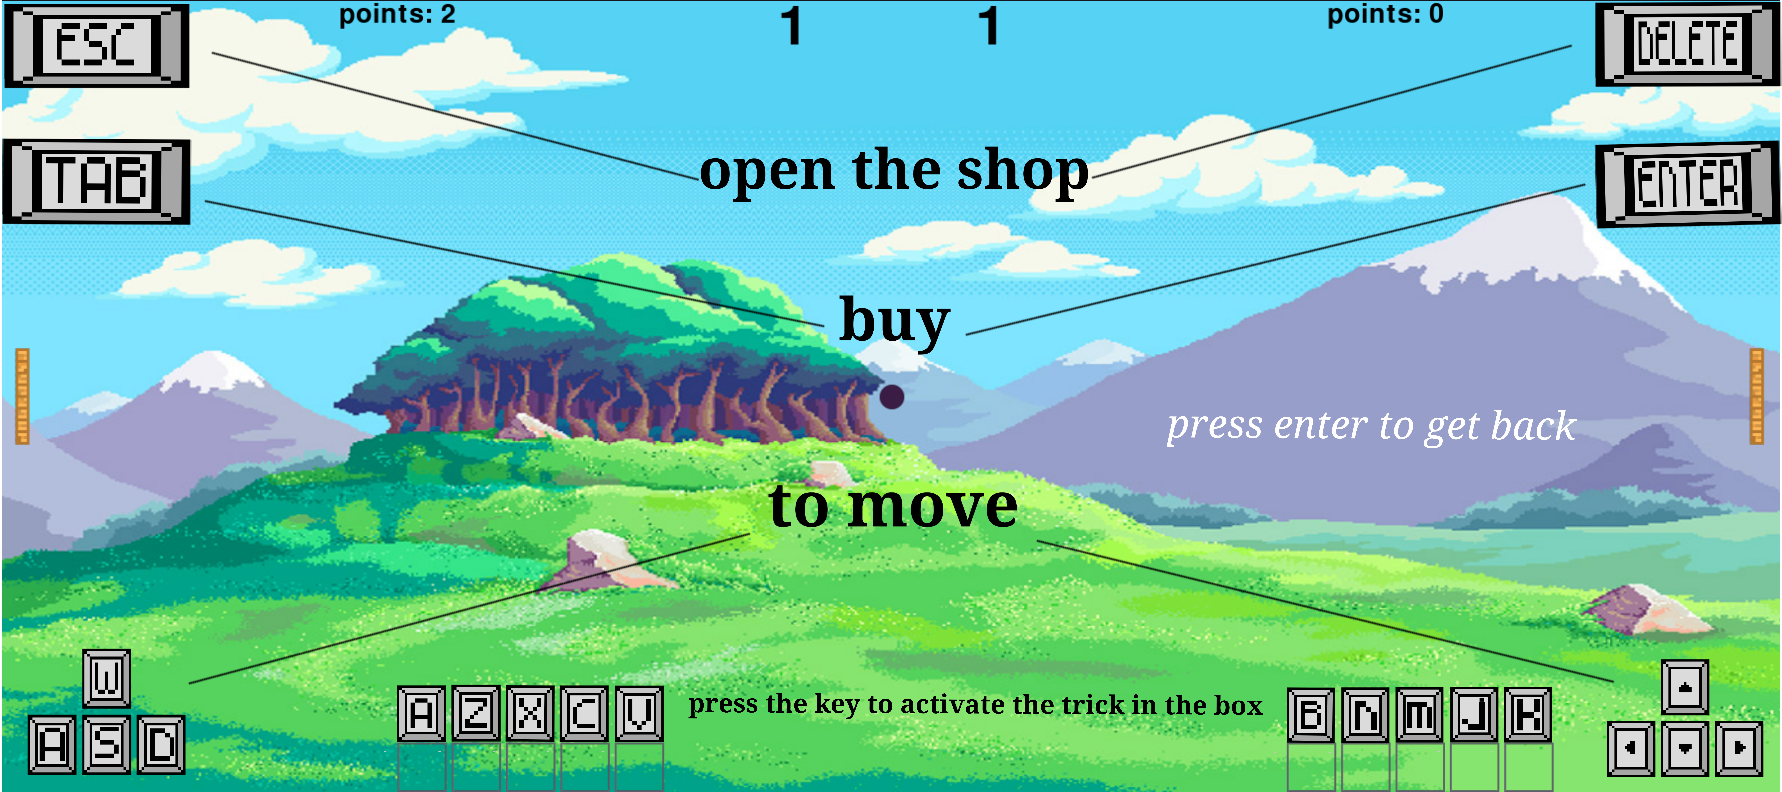 points: 2
1
1
points: 0
ESC
DELETE
open the shop
TAB
ENTER
buy
press enter to get back
to move
W
A S D
A Z X C V
press the key to activate the trick in the box
B N M J K